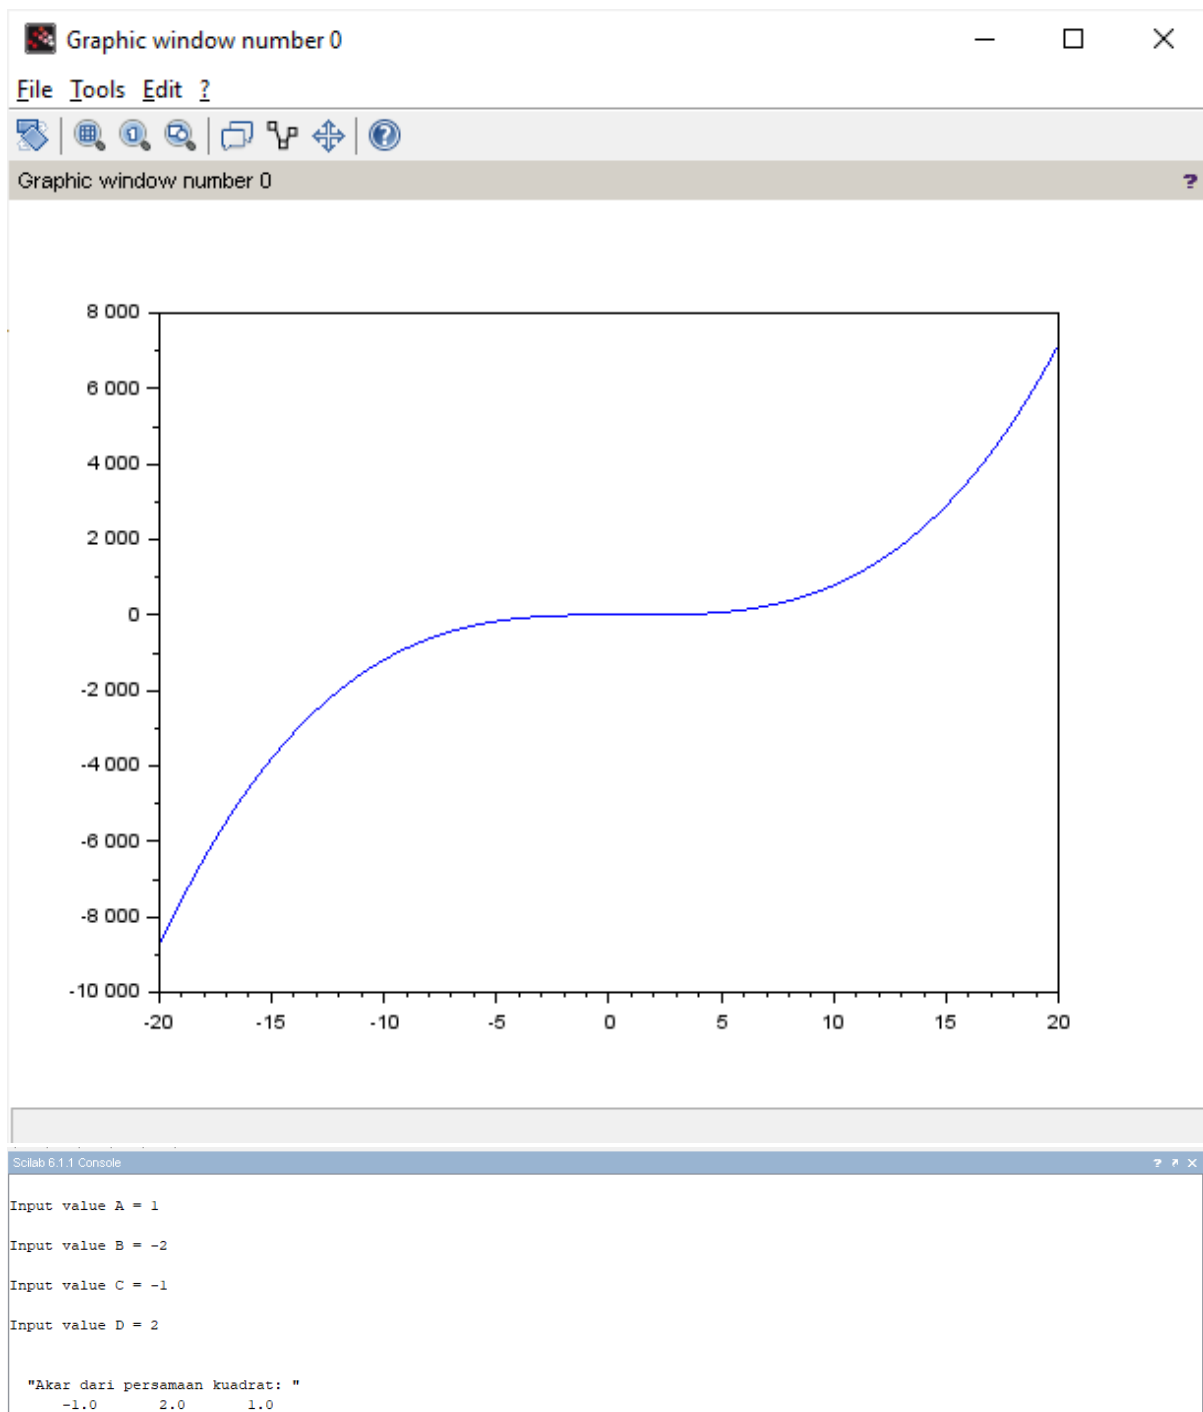 Graphic window number 0
File Tools Edit ?
Graphic window number 0 ?
8 000
6 000
4 000
2 000
0
-2 000
-4 000
-6 000
-8 000
-10 000
-20 -15 -10 -5 0 5 10 15 20
Scilab 6.1.1 Console
Input value A = 1
Input value B = -2
Input value C = -1
Input value D = 2
"Akar dari persamaan kuadrat: "
-1.0 2.0 1.0